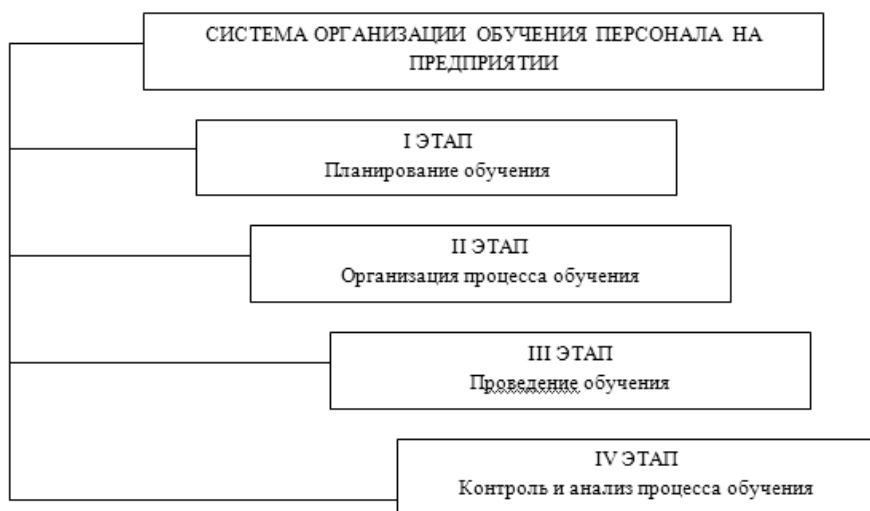 СИСТЕМА ОРГАНИЗАЦИИ ОБУЧЕНИЯ ПЕРСОНАЛА НА
ПРЕДПРИЯТИИ
I ЭТАП
Планирование обучения
II ЭТАП
Организация процесса обучения
III ЭТАП
Проведение обучения
IV ЭТАП
Контроль и анализ процесса обучения